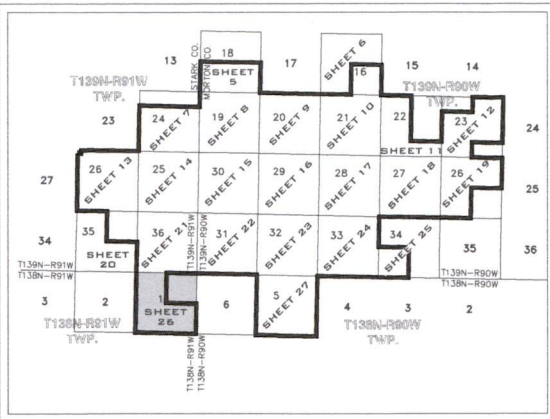 13 18 17 SHEET 6 15 14
STARK CO.
MORTON CO
SHEET
5
16
T139N-R91W
TWP.
T139N-R90W
TWP.
23 24 SHEET 7 19 SHEET 8 20 SHEET 9 21 SHEET 10 22 SHEET 11 23 SHEET 12 24
27 26 SHEET 13 25 SHEET 14 30 SHEET 15 29 SHEET 16 28 SHEET 17 27 SHEET 18 26 SHEET 19 25
34 35 SHEET 20 36 SHEET 21 31 SHEET 22 32 SHEET 23 33 SHEET 24 34 SHEET 25 35 36
T139N-R91W
T139N-R90W
T139N-R91W
T138N-R91W
T139N-R90W
T138N-R90W
3 2 1 6 5 SHEET 27 4 3 2
SHEET
26
T138N-R91W
TWP.
T138N-R90W
TWP.
T138N-R91W
T138N-R90W